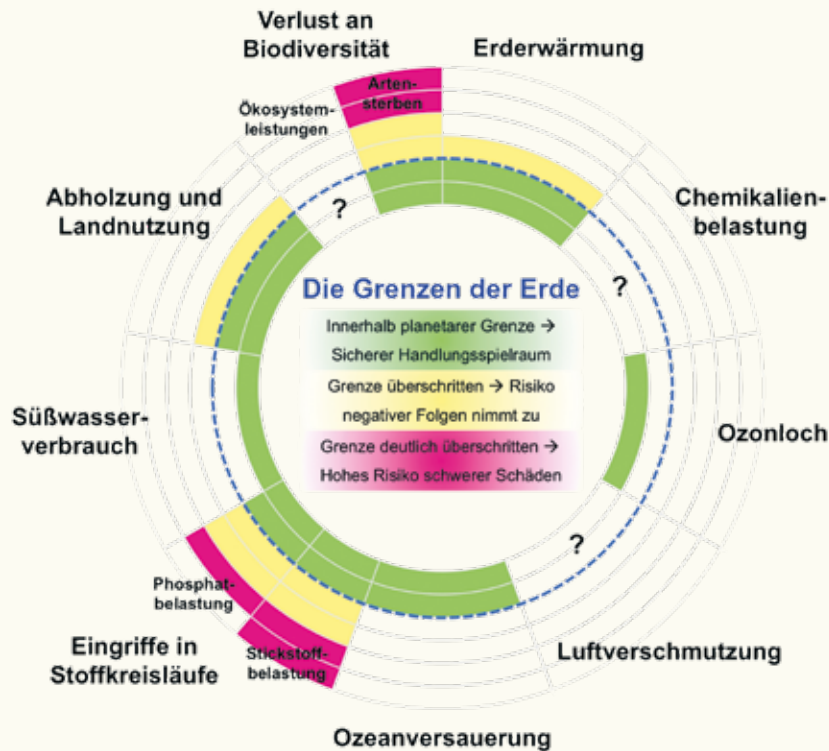 Verlust an
Biodiversität
Erderwärmung
Arten-
sterben
Ökosystem-
leistungen
Abholzung und
Landnutzung
?
Chemikalien-
belastung
?
Die Grenzen der Erde
Innerhalb planetarer Grenze →
Sicherer Handlungsspielraum
Grenze überschritten → Risiko
negativer Folgen nimmt zu
Grenze deutlich überschritten →
Hohes Risiko schwerer Schäden
Süßwasser-
verbrauch
Ozonloch
?
Phosphat-
belastung
Eingriffe in
Stoffkreisläufe
Stickstoff-
belastung
Luftverschmutzung
Ozeanversauerung